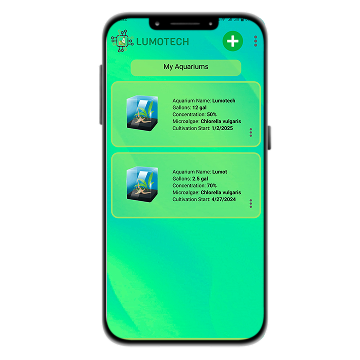 LUMOTECH
My Aquariums
Aquarium Name: Lumotech
Gallons: 12 gal
Concentration: 50%
Microalgae: Chlorella vulgaris
Cultivation Start: 1/2/2025
Aquarium Name: Lumot
Gallons: 2.5 gal
Concentration: 70%
Microalgae: Chlorella vulgaris
Cultivation Start: 4/27/2024